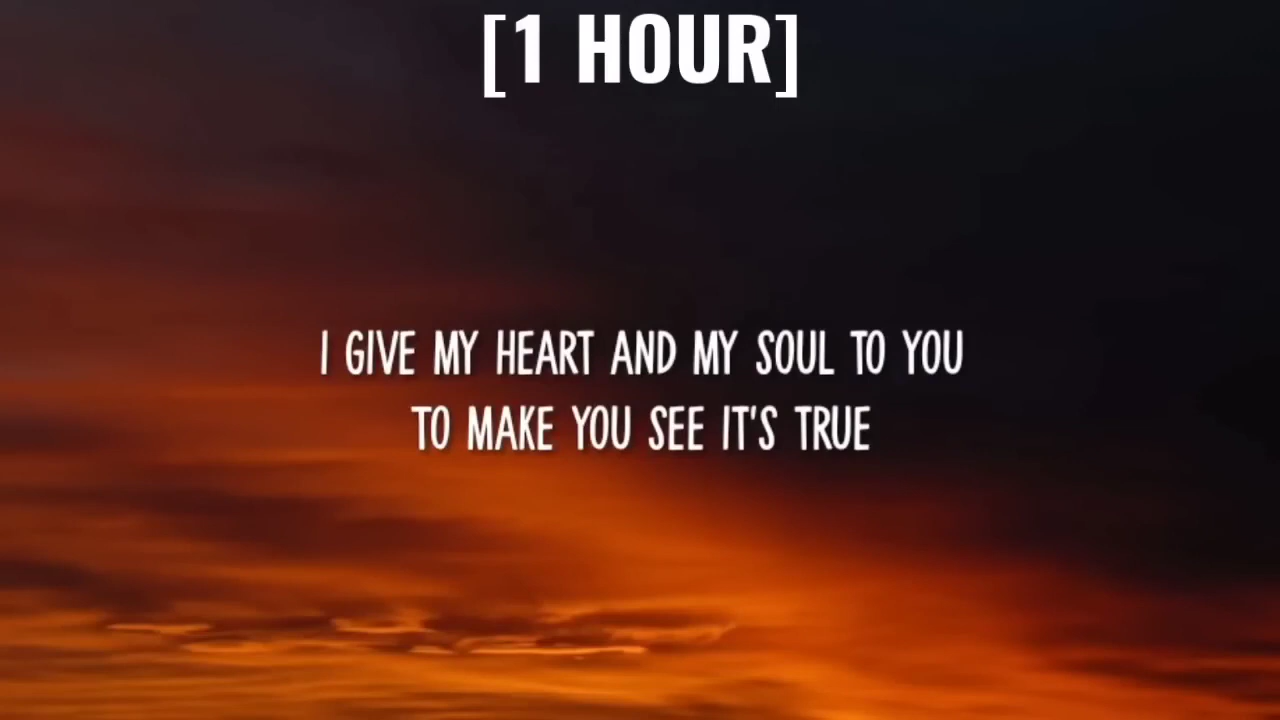 [1 HOUR]
I GIVE MY HEART AND MY SOUL TO YOU
TO MAKE YOU SEE IT'S TRUE